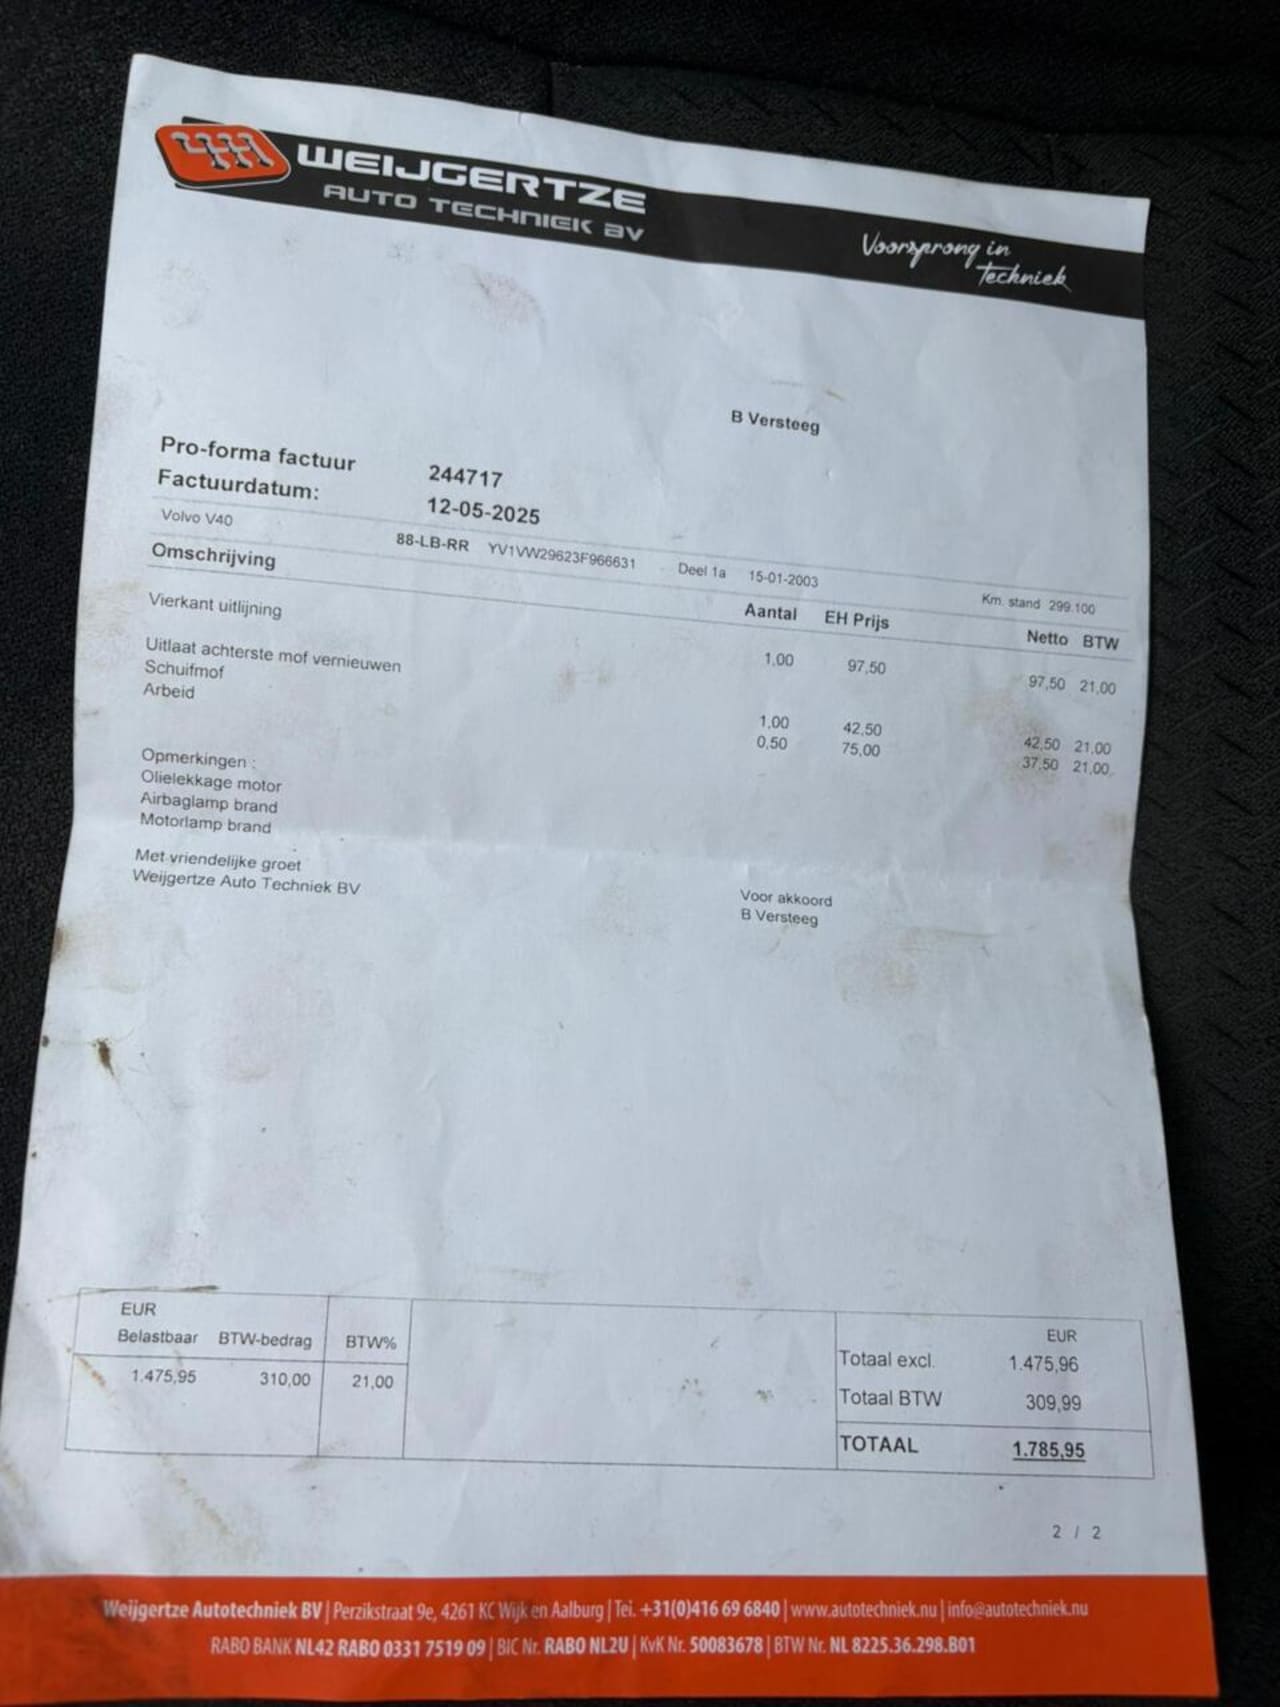 WEIJGERTZE
AUTO TECHNIEK BV
Voorsprong in
Techniek
B Versteeg
Pro-forma factuur 244717
Factuurdatum: 12-05-2025
Volvo V40 88-LB-RR YV1VW29623F966631 Deel 1a 15-01-2003 Km. stand 299.100
Omschrijving Aantal EH Prijs Netto BTW
Vierkant uitlijning 1,00 97,50 97,50 21,00
Uitlaat achterste mof vernieuwen
Schuifmof 1,00 42,50 42,50 21,00
Arbeid 0,50 75,00 37,50 21,00
Opmerkingen :
Olielekkage motor
Airbaglamp brand
Motorlamp brand
Met vriendelijke groet
Weijgertze Auto Techniek BV
Voor akkoord
B Versteeg
EUR
Belastbaar BTW-bedrag BTW%
1.475,95 310,00 21,00
EUR
Totaal excl. 1.475,96
Totaal BTW 309,99
TOTAAL 1.785,95
2 / 2
Weijgertze Autotechniek BV | Perzikstraat 9e, 4261 KC Wijk en Aalburg | Tel. +31(0)416 69 6840 | www.autotechniek.nu | info@autotechniek.nu
RABO BANK NL42 RABO 0331 7519 09 | BIC Nr. RABO NL2U | KvK Nr. 50083678 | BTW Nr. NL 8225.36.298.B01